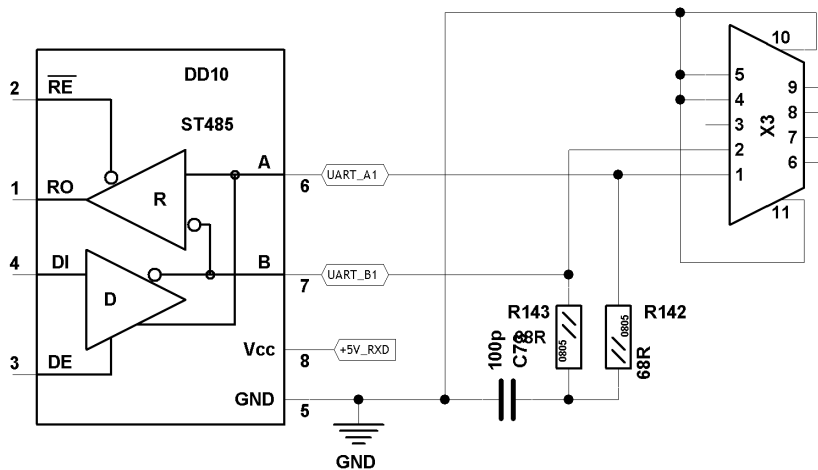 DD10
ST485
2
RE
1
RO
4
DI
3
DE
R
D
A
6
UART_A1
B
7
UART_B1
Vcc
8
+5V_RXD
GND
5
GND
100p
R143
0805
R142
0805
68R
X3
10
5
4
3
2
1
9
8
7
6
11